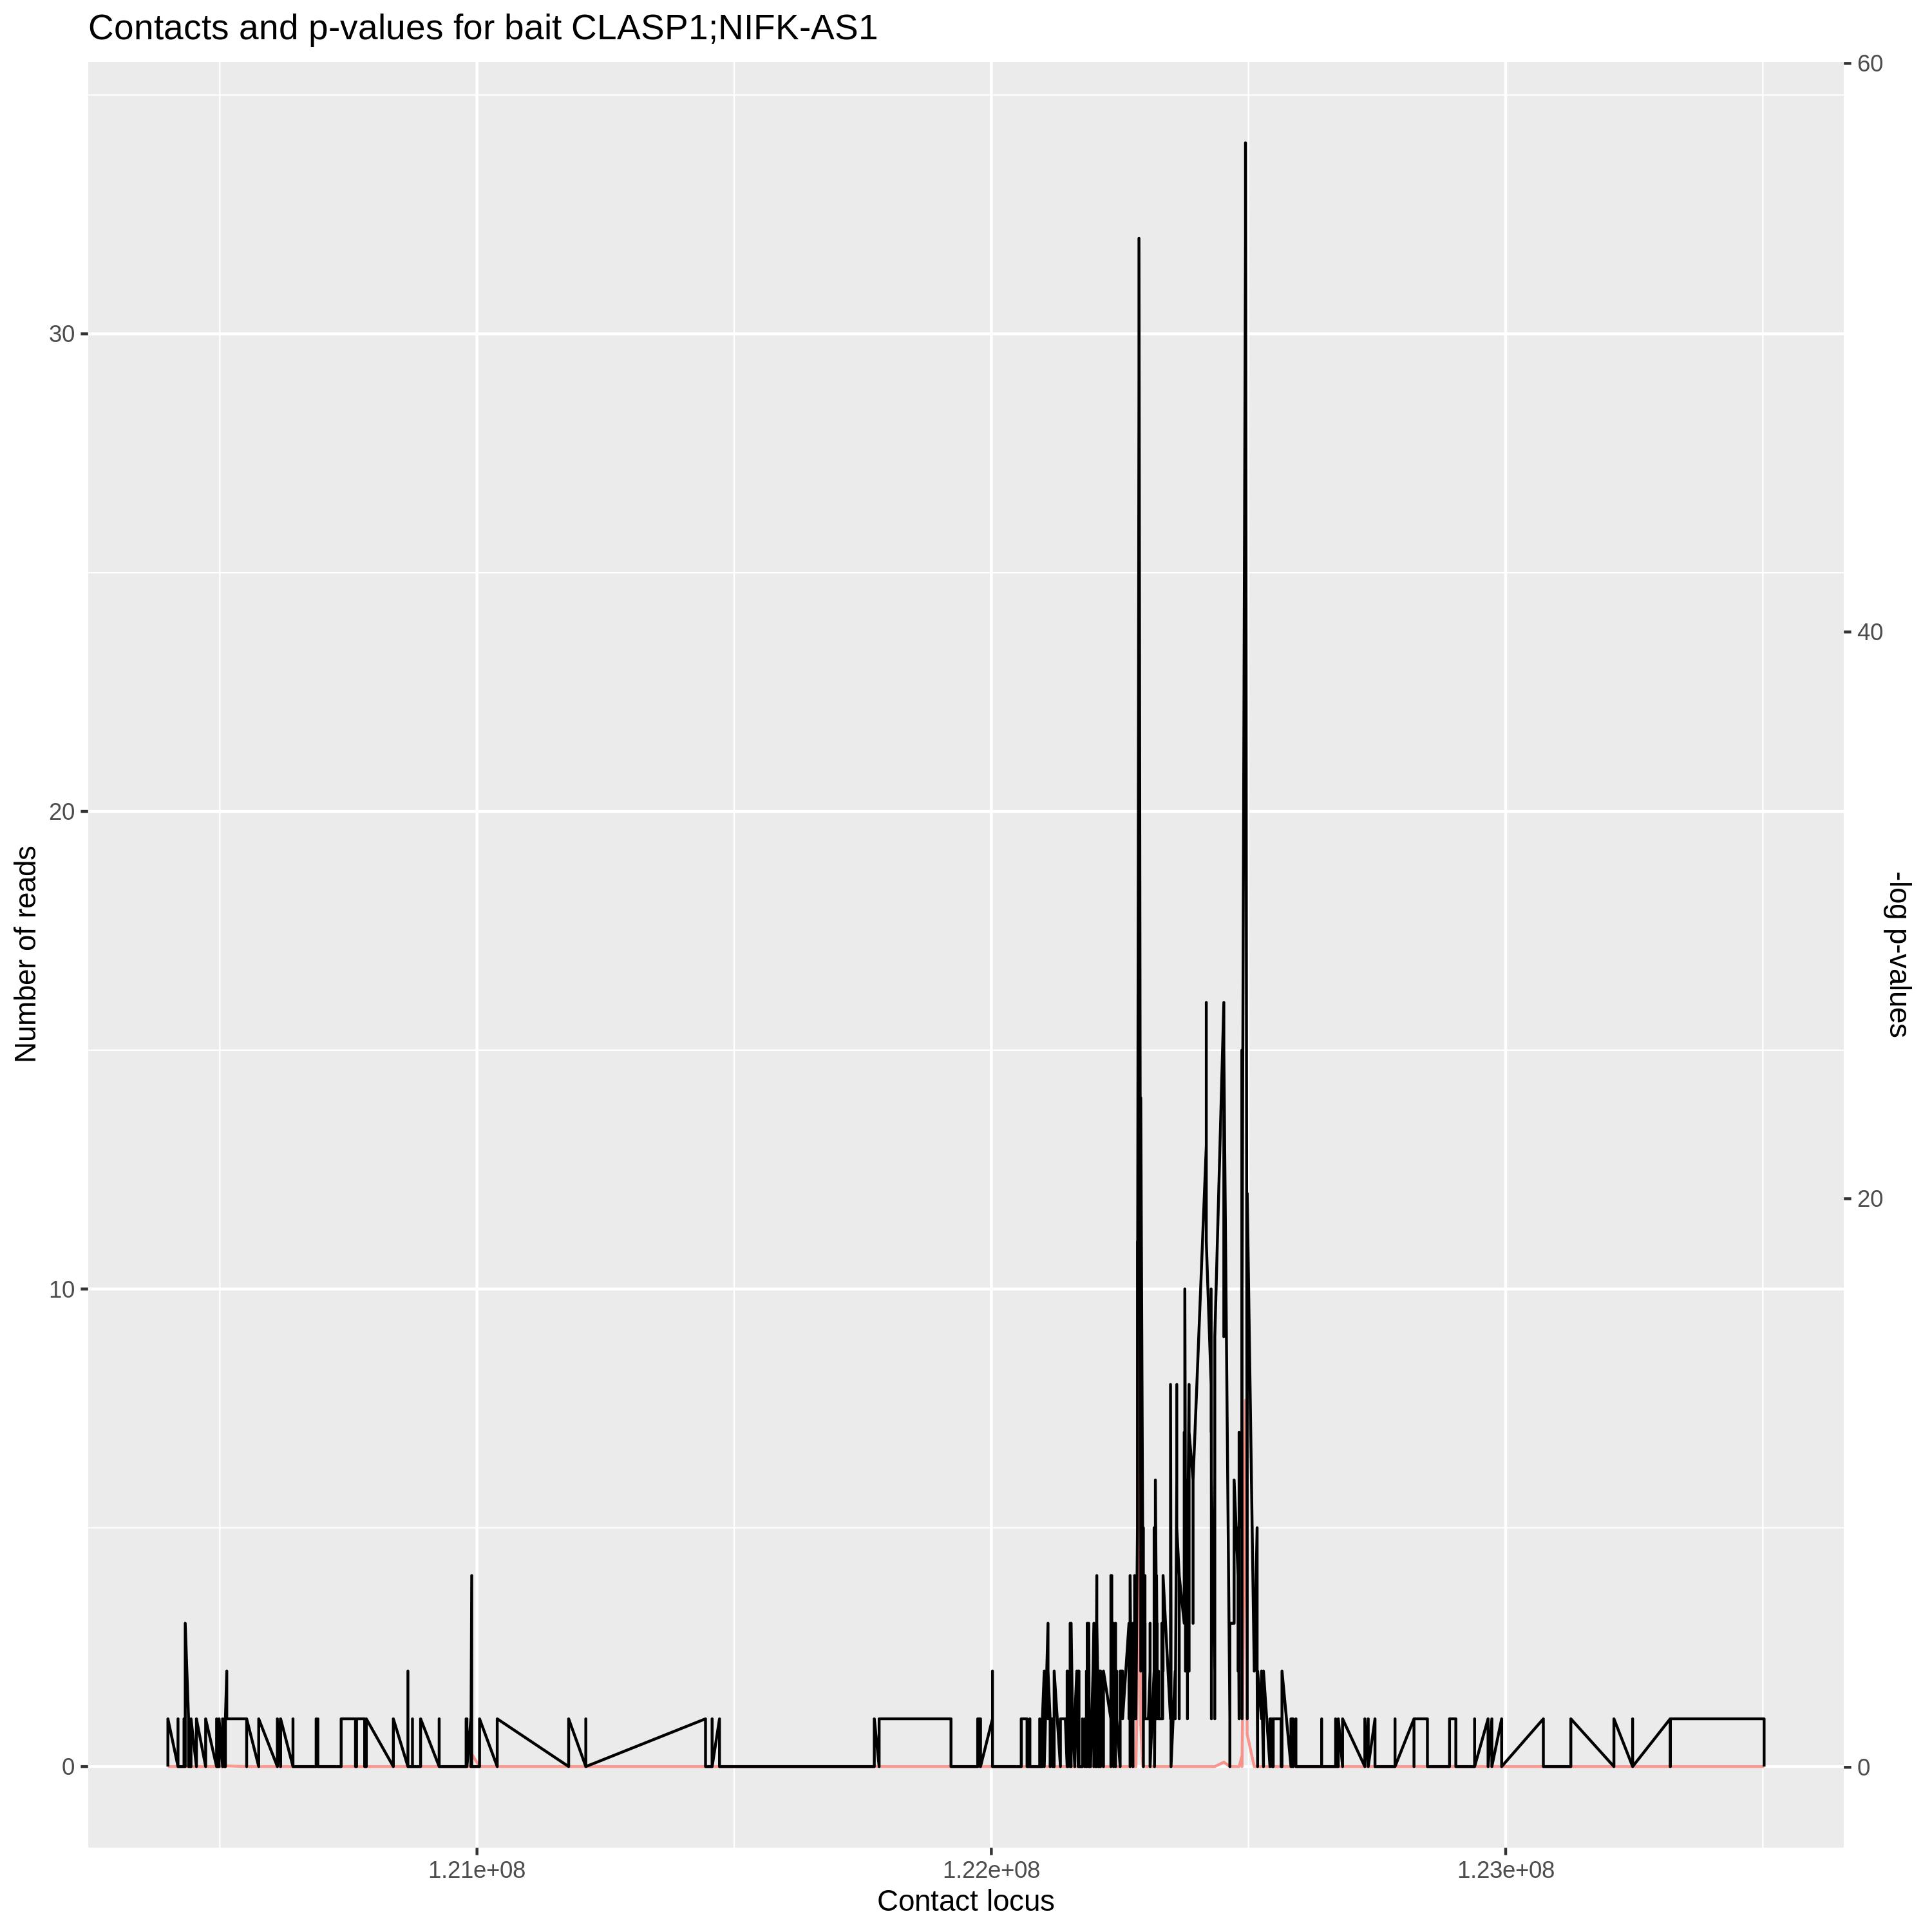 Contacts and p-values for bait CLASP1;NIFK-AS1
60
30
40
20
Number of reads
-log p-values
20
10
0
0
1.21e+08
1.22e+08
1.23e+08
Contact locus